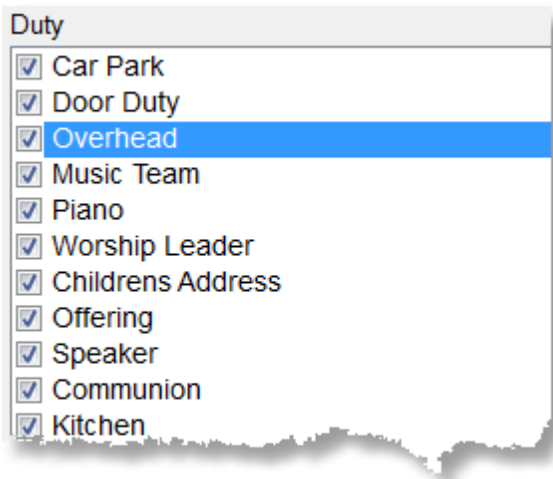 Duty
Car Park
Door Duty
Overhead
Music Team
Piano
Worship Leader
Childrens Address
Offering
Speaker
Communion
Kitchen